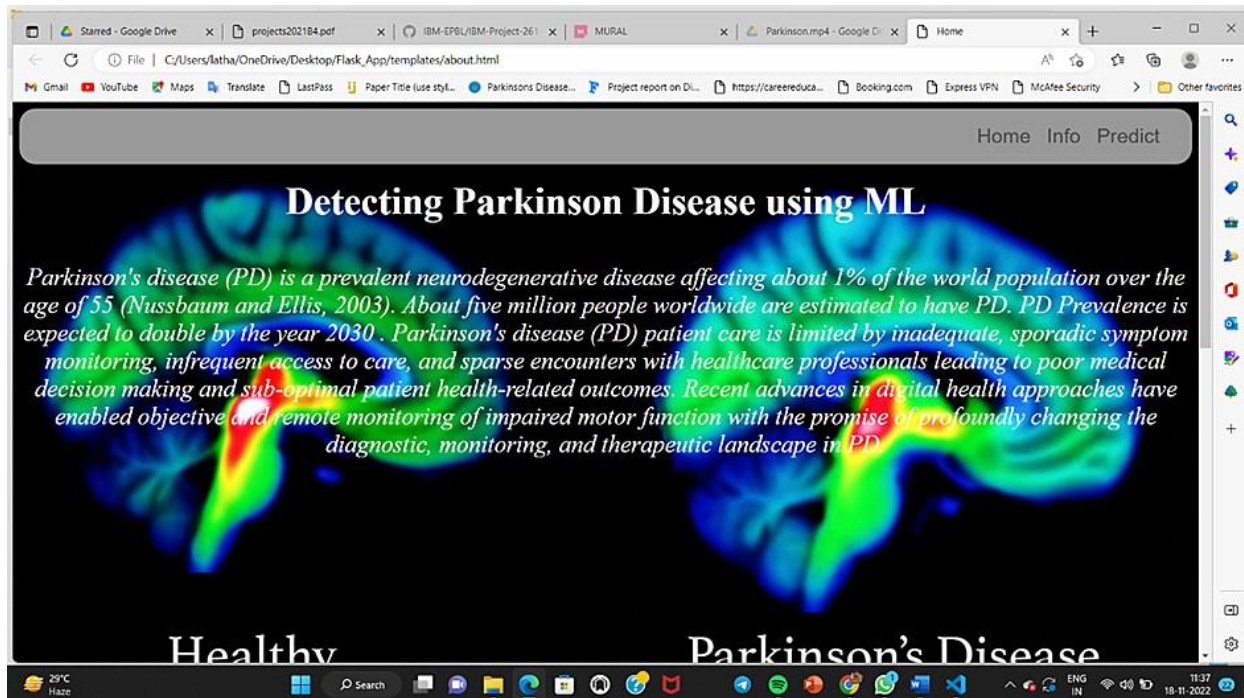 Starred - Google Drive
projects2021B4.pdf
IBM-EPBL/IBM-Project-261
MURAL
Parkinson.mp4 - Google Dr
Home
File | C:/Users/latha/OneDrive/Desktop/Flask_App/templates/about.html
Gmail YouTube Maps Translate LastPass Paper Title (use styl... Parkinsons Disease... Project report on Di... https://careereduca... Booking.com Express VPN McAfee Security Other favorites
Home Info Predict
Detecting Parkinson Disease using ML
Parkinson's disease (PD) is a prevalent neurodegenerative disease affecting about 1% of the world population over the
age of 55 (Nussbaum and Ellis, 2003). About five million people worldwide are estimated to have PD. PD Prevalence is
expected to double by the year 2030 . Parkinson's disease (PD) patient care is limited by inadequate, sporadic symptom
monitoring, infrequent access to care, and sparse encounters with healthcare professionals leading to poor medical
decision making and sub-optimal patient health-related outcomes. Recent advances in digital health approaches have
enabled objective and remote monitoring of impaired motor function with the promise of profoundly changing the
diagnostic, monitoring, and therapeutic landscape in PD.
Healthy
Parkinson’s Disease
29°C
Haze
Search
ENG
IN
11:37
18-11-2022
22